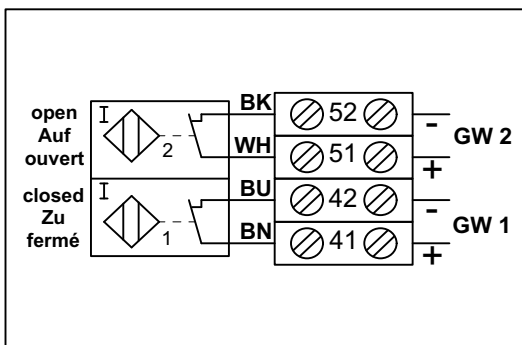 open
Auf
ouvert
I
2
BK
52
-
GW 2
WH
51
+
closed
Zu
fermé
I
1
BU
42
-
GW 1
BN
41
+